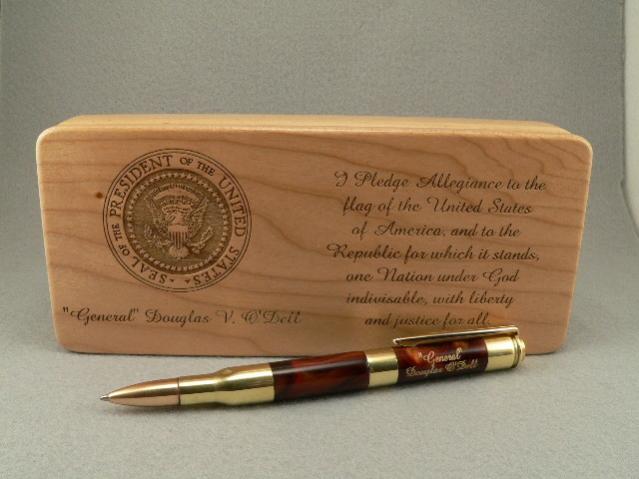 SEAL OF THE PRESIDENT OF THE UNITED STATES
"General" Douglas V. O'Dell
I Pledge Allegiance to the
flag of the United States
of America, and to the
Republic for which it stands,
one Nation under God
indivisable, with liberty
and justice for all.
"General"
Douglas O'Dell